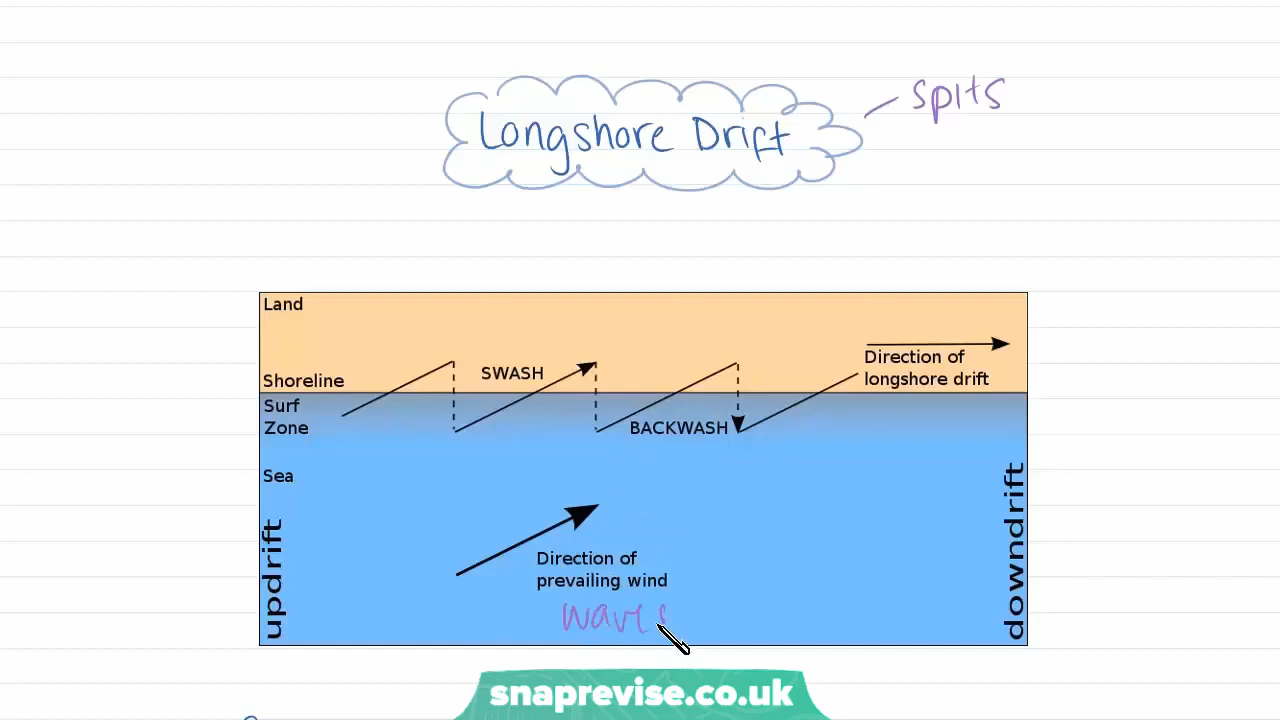 Longshore Drift
spits
Land
Shoreline
SWASH
Direction of
longshore drift
Surf
Zone
BACKWASH
Sea
updrift
downdrift
Direction of
prevailing wind
waves
snaprevise.co.uk